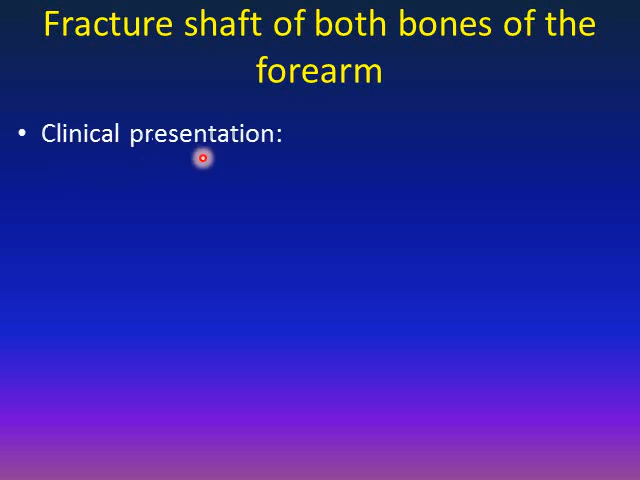 Fracture shaft of both bones of the
forearm
• Clinical presentation: